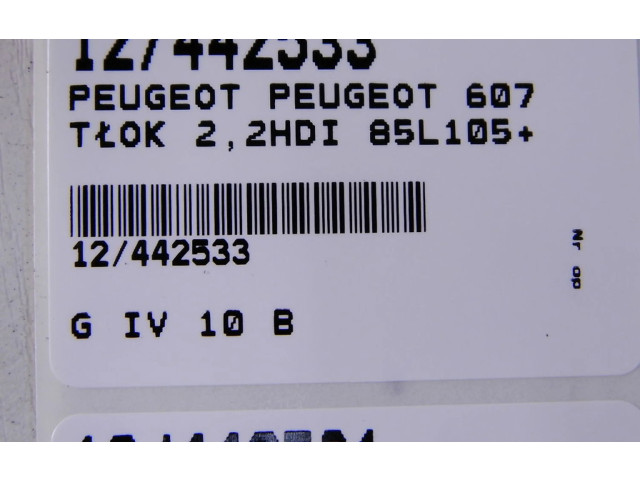 12/442533
PEUGEOT PEUGEOT 607
TŁOK 2,2HDI 85L105+
12/442533
Nr op
G IV 10 B